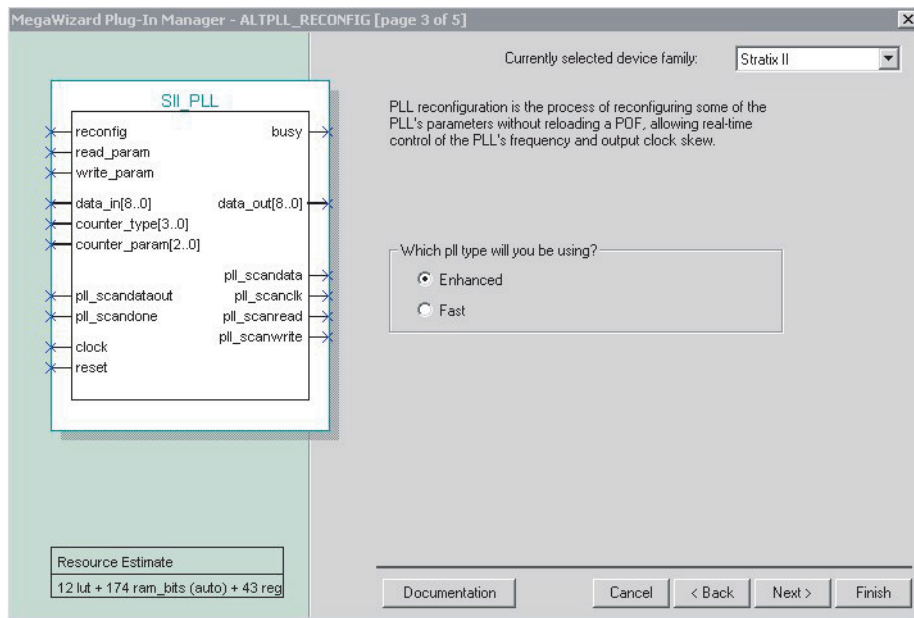 MegaWizard Plug-In Manager - ALTPLL_RECONFIG [page 3 of 5]
Currently selected device family:
Stratix II
SII_PLL
reconfig
busy
read_param
write_param
data_in[8..0]
data_out[8..0]
counter_type[3..0]
counter_param[2..0]
pll_scandata
pll_scandataout
pll_scanclk
pll_scandone
pll_scanread
pll_scanwrite
clock
reset
PLL reconfiguration is the process of reconfiguring some of the
PLL's parameters without reloading a POF, allowing real-time
control of the PLL's frequency and output clock skew.
Which pll type will you be using?
Enhanced
Fast
Resource Estimate
12 lut + 174 ram_bits (auto) + 43 reg
Documentation
Cancel
< Back
Next >
Finish